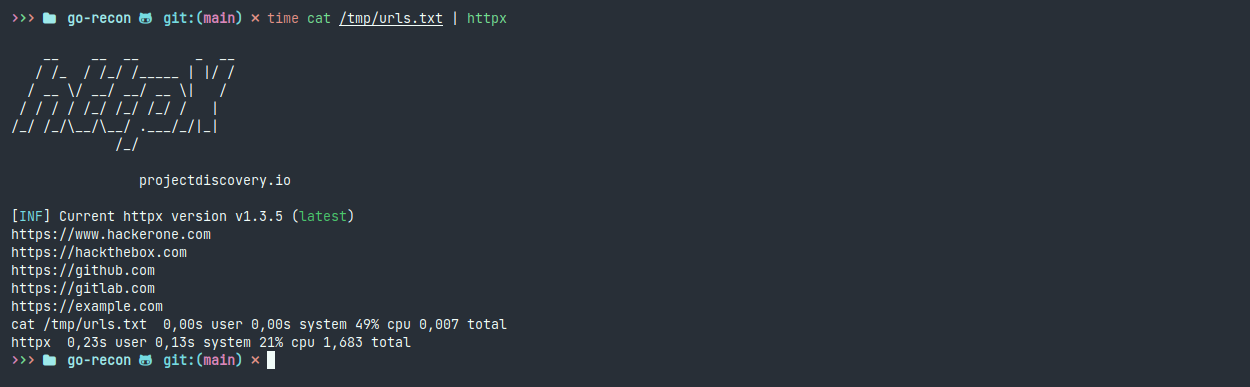 >>> go-recon git:(main) × time cat /tmp/urls.txt | httpx
    __    __  __       _  __
   / /_  / /_/ /_____ | |/ /
  / __ \/ __/ __/ __ \|   /
 / / / / /_/ /_/ /_/ /   |
/_/ /_/\__/\__/ .___/_/|_|
             /_/
projectdiscovery.io
[INF] Current httpx version v1.3.5 (latest)
https://www.hackerone.com
https://hackthebox.com
https://github.com
https://gitlab.com
https://example.com
cat /tmp/urls.txt  0,00s user 0,00s system 49% cpu 0,007 total
httpx  0,23s user 0,13s system 21% cpu 1,683 total
>>> go-recon git:(main) ×